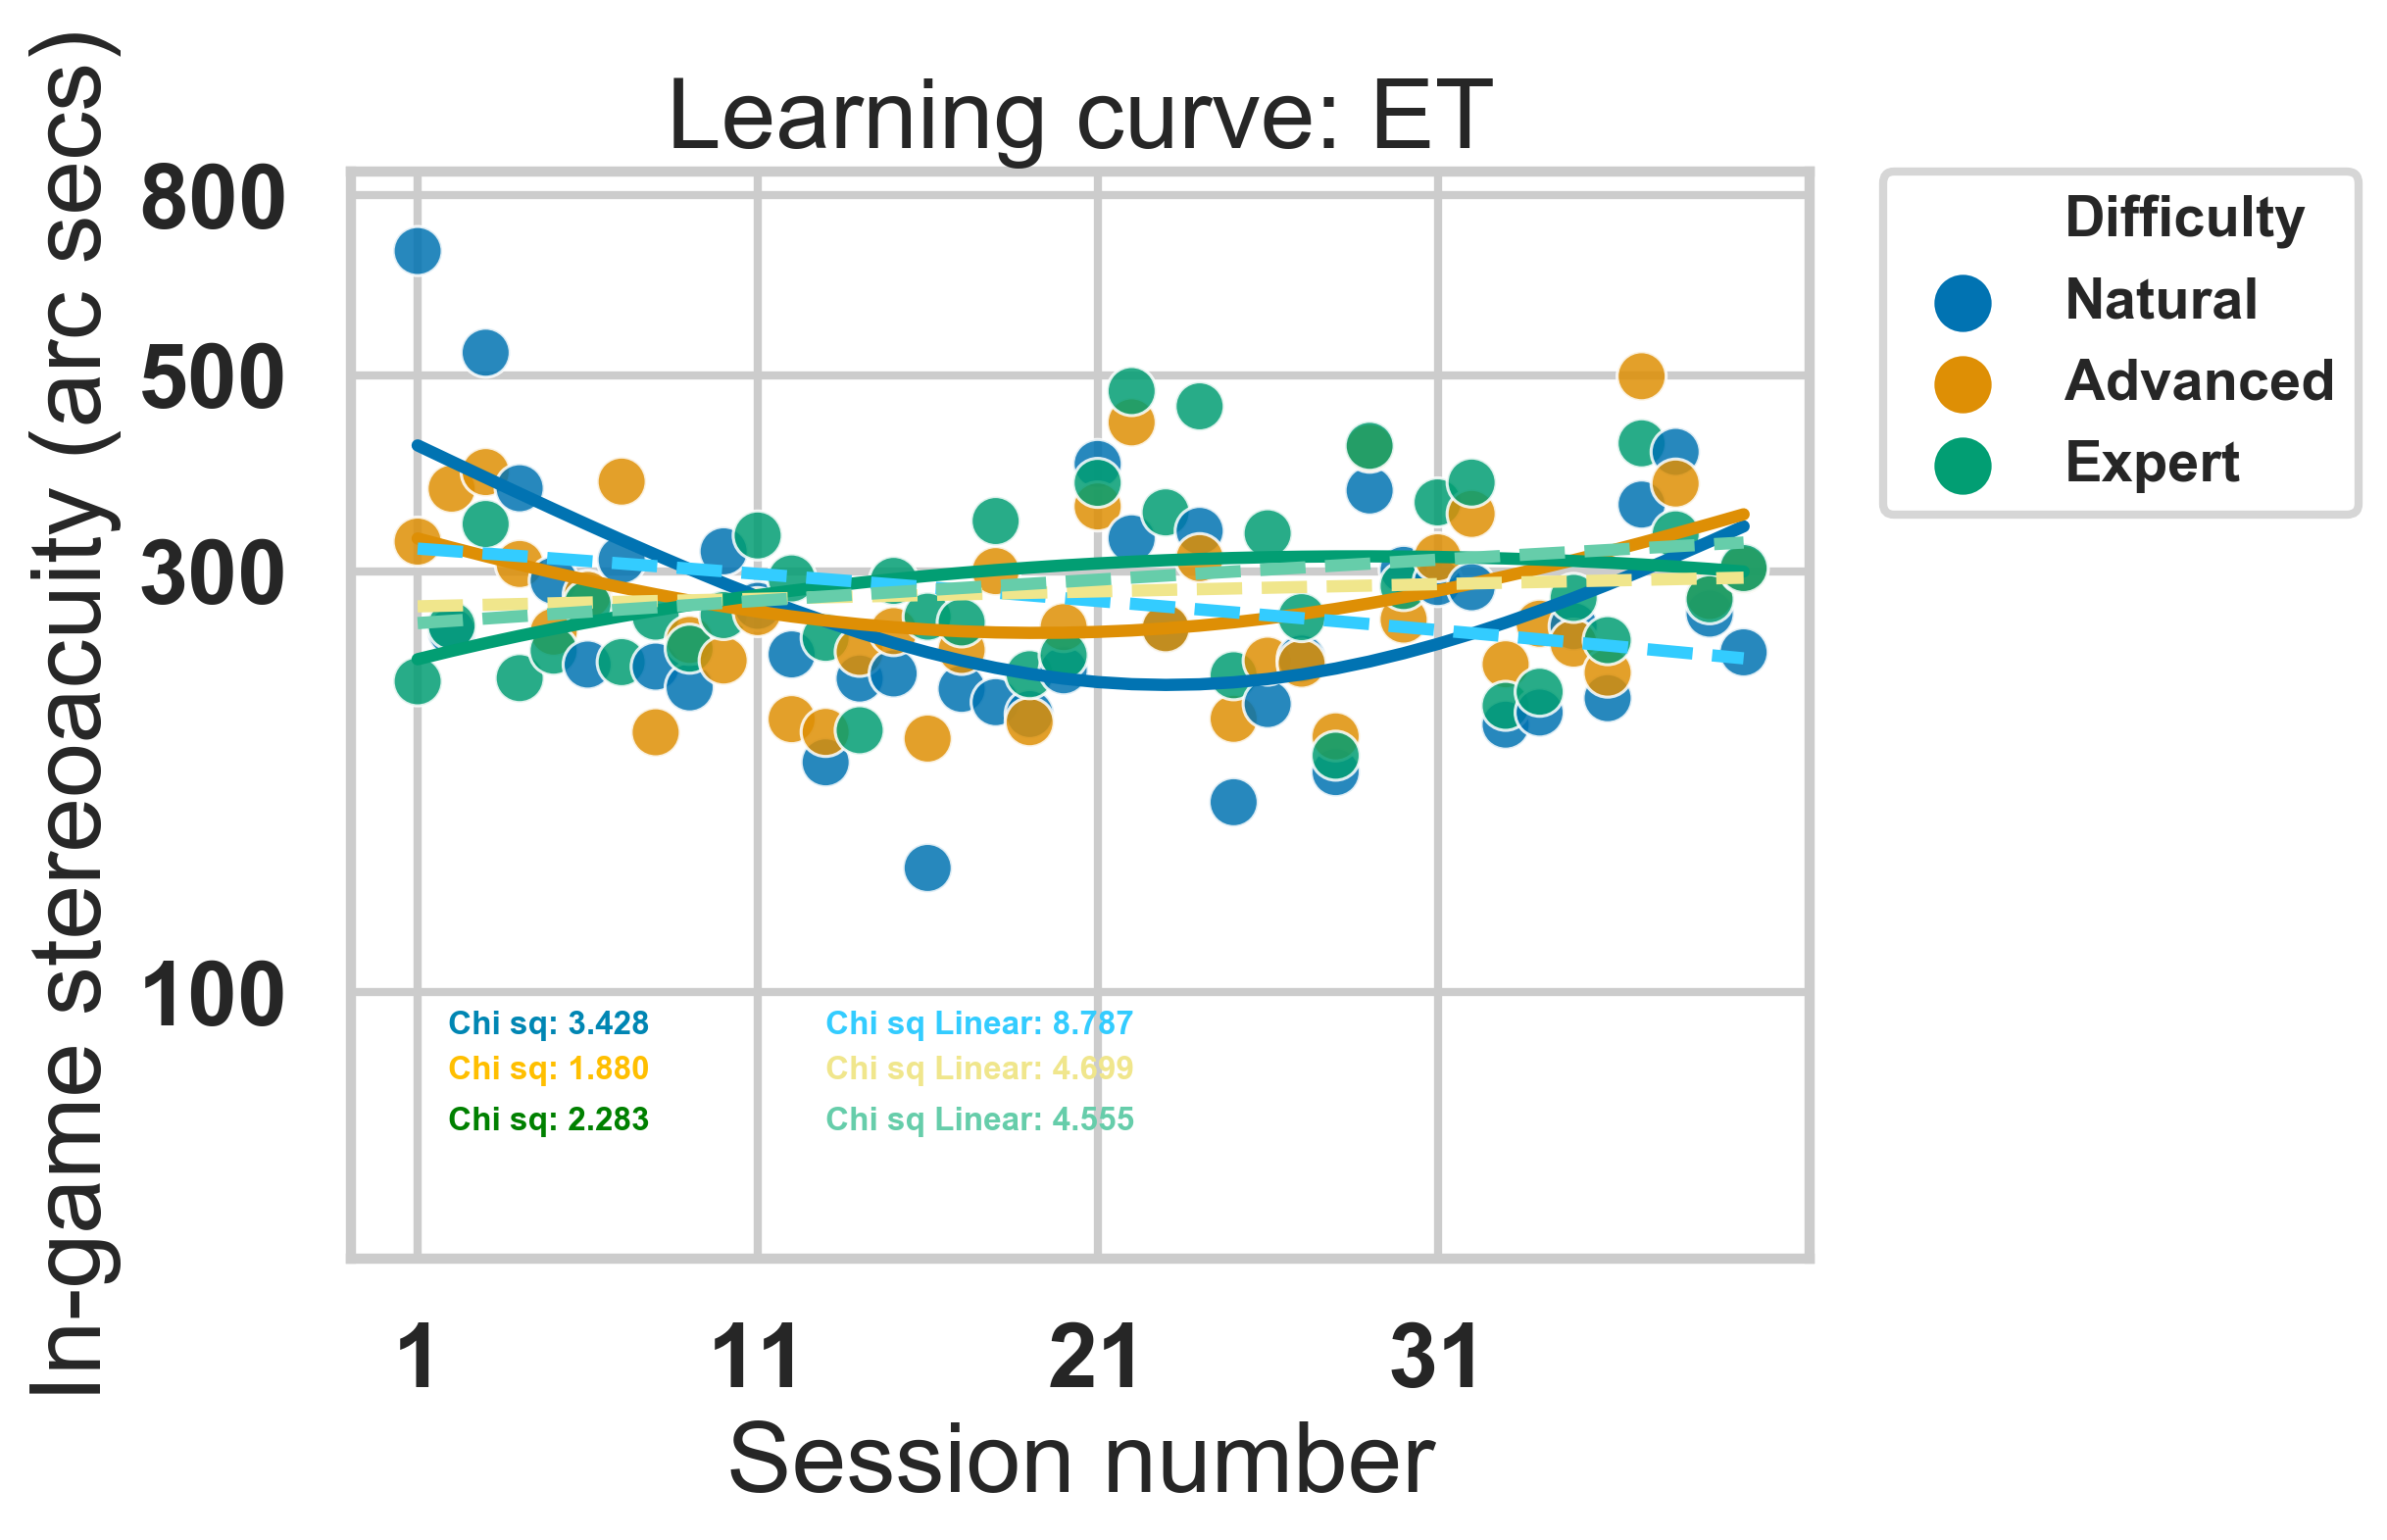 Learning curve: ET
In-game stereoacuity (arc secs)
800
500
300
100
Difficulty
Natural
Advanced
Expert
Chi sq: 3.428
Chi sq Linear: 8.787
Chi sq: 1.880
Chi sq Linear: 4.699
Chi sq: 2.283
Chi sq Linear: 4.555
1
11
21
31
Session number